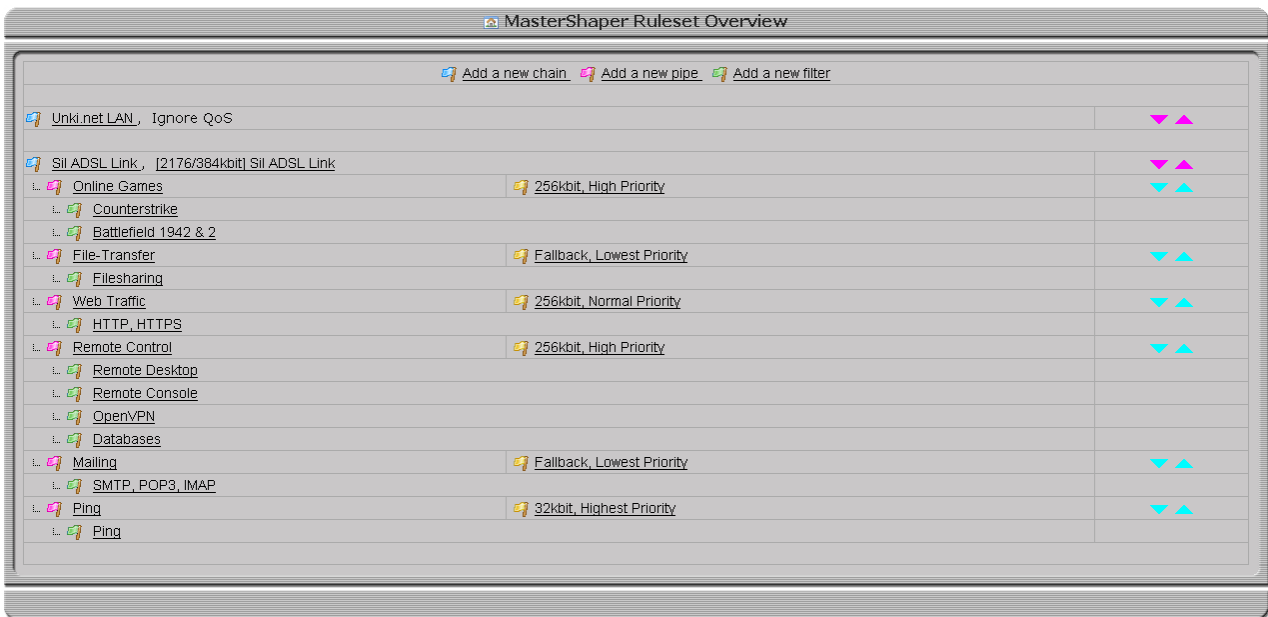 MasterShaper Ruleset Overview
Add a new chain Add a new pipe Add a new filter
Unki.net LAN , Ignore QoS
Sil ADSL Link , [2176/384kbit] Sil ADSL Link
Online Games 256kbit, High Priority
Counterstrike
Battlefield 1942 & 2
File-Transfer Fallback, Lowest Priority
Filesharing
Web Traffic 256kbit, Normal Priority
HTTP, HTTPS
Remote Control 256kbit, High Priority
Remote Desktop
Remote Console
OpenVPN
Databases
Mailing Fallback, Lowest Priority
SMTP, POP3, IMAP
Ping 32kbit, Highest Priority
Ping